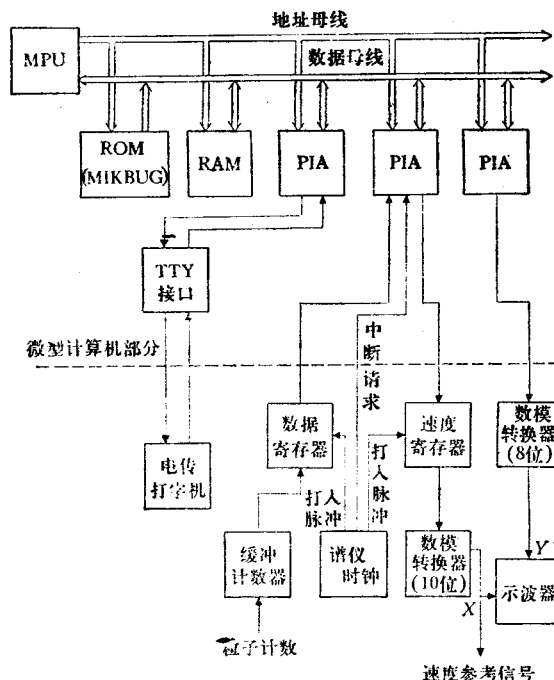 地址母线
MPU
数据母线
ROM
(MIKBUG)
RAM
PIA
PIA
PIA
TTY
接口
微型计算机部分
中断请求
电传
打字机
数据
寄存器
打入
脉冲
打入脉冲
速度
寄存器
数模
转换器
(8位)
缓冲
计数器
谱仪
时钟
数模
转换器
(10位)
X
Y
示波器
粒子计数
速度参考信号